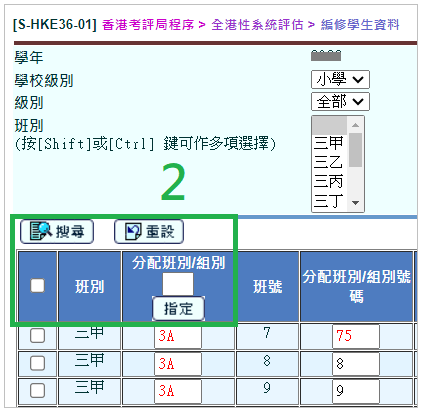 [S-HKE36-01] 香港考評局程序 > 全港性系統評估 > 編修學生資料
學年
學校級別 小學
級別 全部
班別
(按[Shift]或[Ctrl] 鍵可作多項選擇)
三甲
三乙
三丙
三丁
2
搜尋 重設
班別 分配班別/組別 指定 班號 分配班別/組別號碼
三甲 3A 7 75
三甲 3A 8 8
三甲 3A 9 9